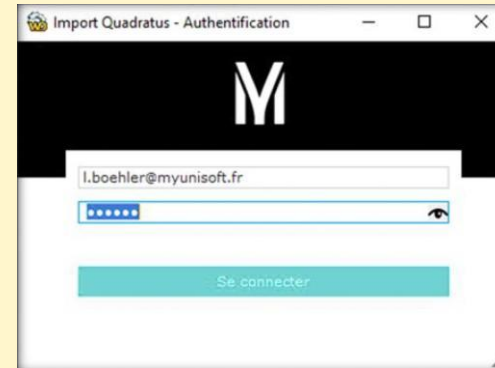 Import Quadratus - Authentification
M
l.boehler@myunisoft.fr
••••••
Se connecter